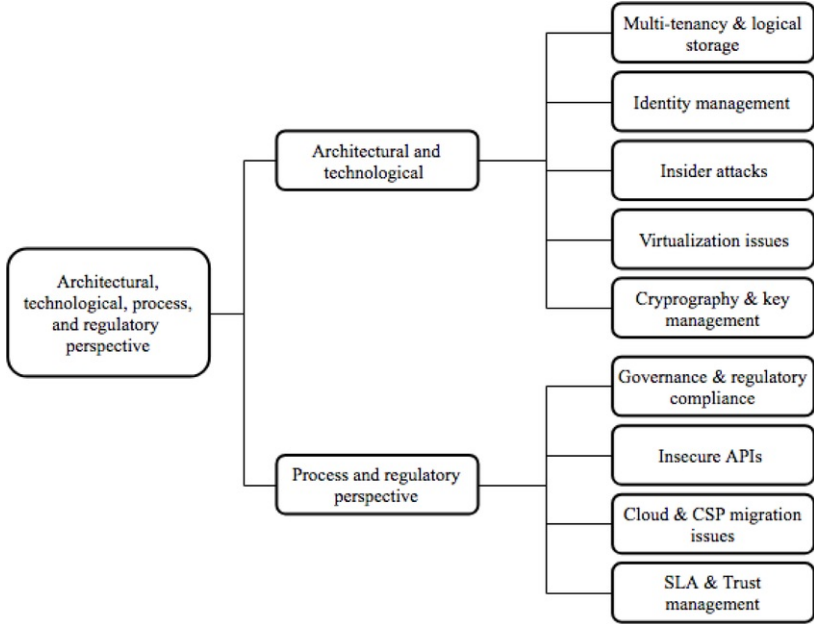 Architectural,
technological, process,
and regulatory
perspective
Architectural and
technological
Multi-tenancy & logical
storage
Identity management
Insider attacks
Virtualization issues
Cryprography & key
management
Process and regulatory
perspective
Governance & regulatory
compliance
Insecure APIs
Cloud & CSP migration
issues
SLA & Trust
management